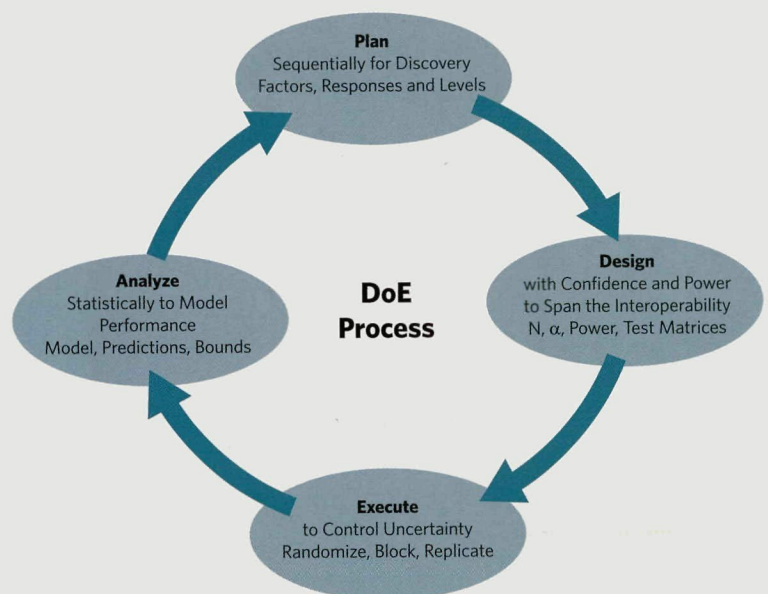 Plan
Sequentially for Discovery
Factors, Responses and Levels
Design
with Confidence and Power
to Span the Interoperability
N, α, Power, Test Matrices
DoE
Process
Analyze
Statistically to Model
Performance
Model, Predictions, Bounds
Execute
to Control Uncertainty
Randomize, Block, Replicate